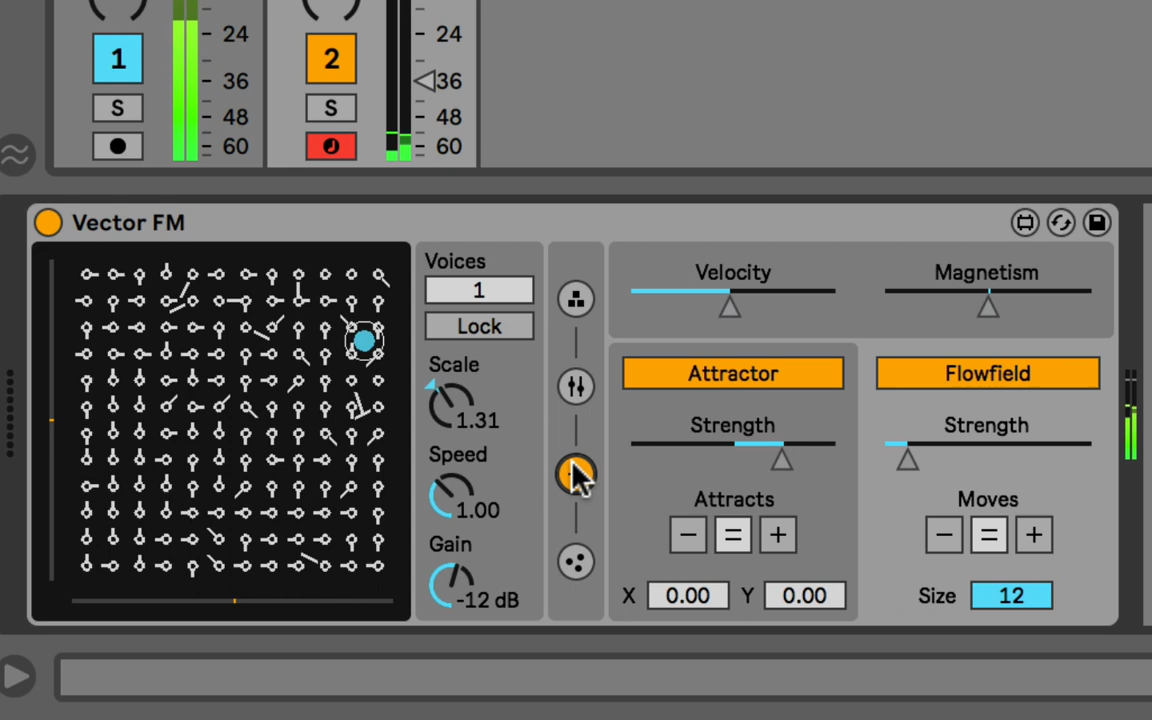 24
24
1
2
36
36
S
S
48
48
60
60
Vector FM
Voices
1
Lock
Scale
1.31
Speed
1.00
Gain
-12 dB
Velocity
Magnetism
Attractor
Flowfield
Strength
Strength
Attracts
Moves
− = +
− = +
X 0.00 Y 0.00
Size 12